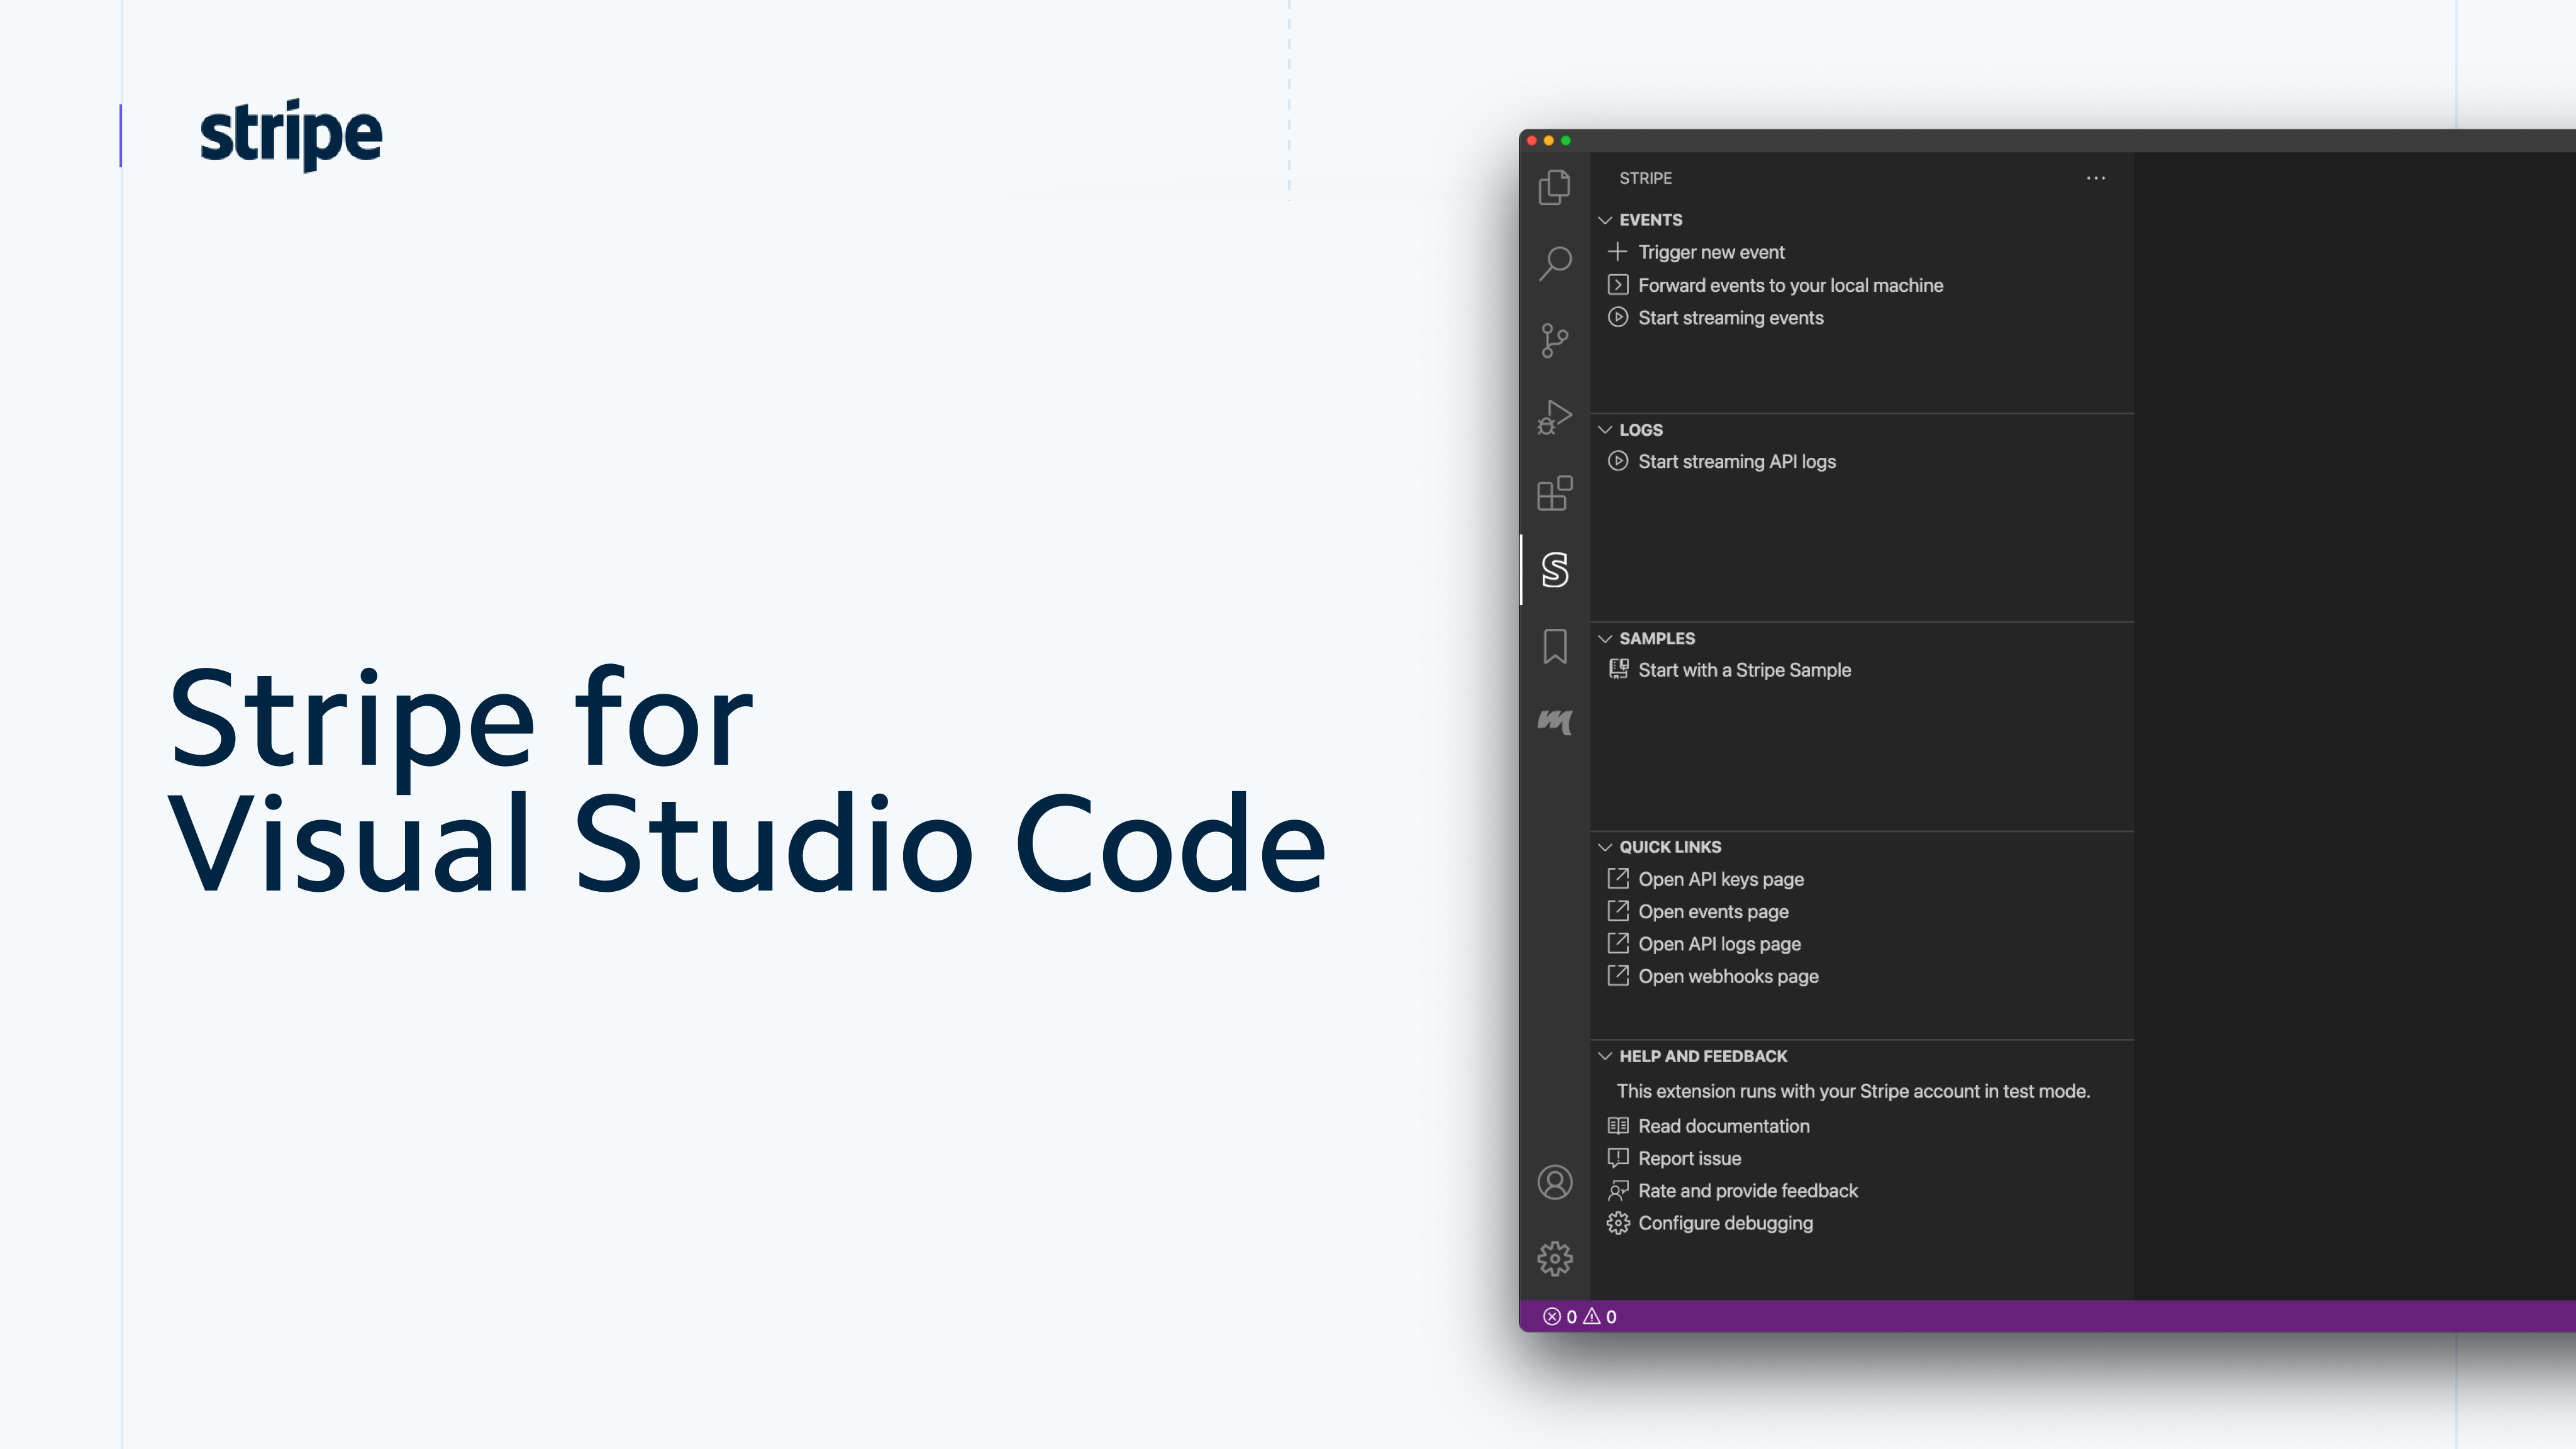 stripe
Stripe for
Visual Studio Code
STRIPE
EVENTS
Trigger new event
Forward events to your local machine
Start streaming events
LOGS
Start streaming API logs
SAMPLES
Start with a Stripe Sample
QUICK LINKS
Open API keys page
Open events page
Open API logs page
Open webhooks page
HELP AND FEEDBACK
This extension runs with your Stripe account in test mode.
Read documentation
Report issue
Rate and provide feedback
Configure debugging
0 0